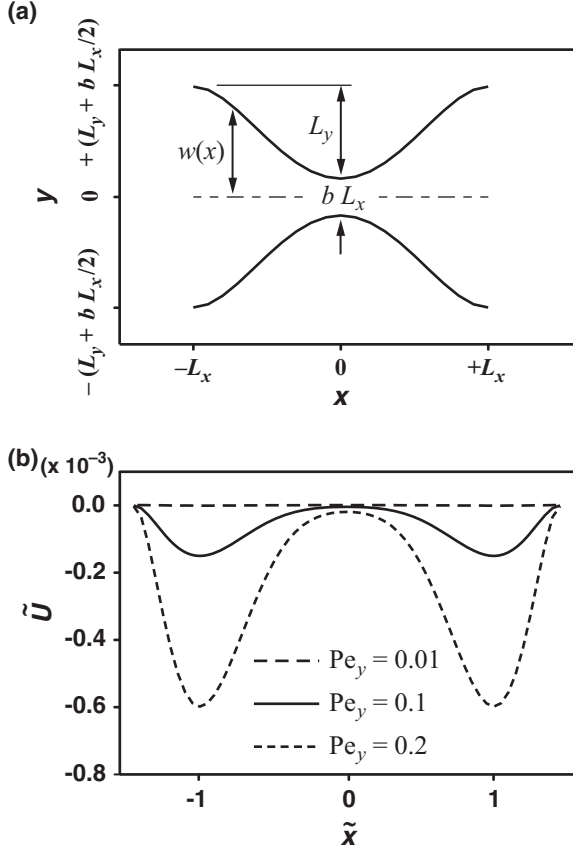 (a)
− (L_y + b L_x/2) 0 + (L_y + b L_x/2)
y
w(x)
L_y
b L_x
−L_x 0 +L_x
x
(b)
(x 10⁻³)
0.0
-0.2
-0.4
-0.6
-0.8
Ũ
Pe_y = 0.01
Pe_y = 0.1
Pe_y = 0.2
-1 0 1
x̃